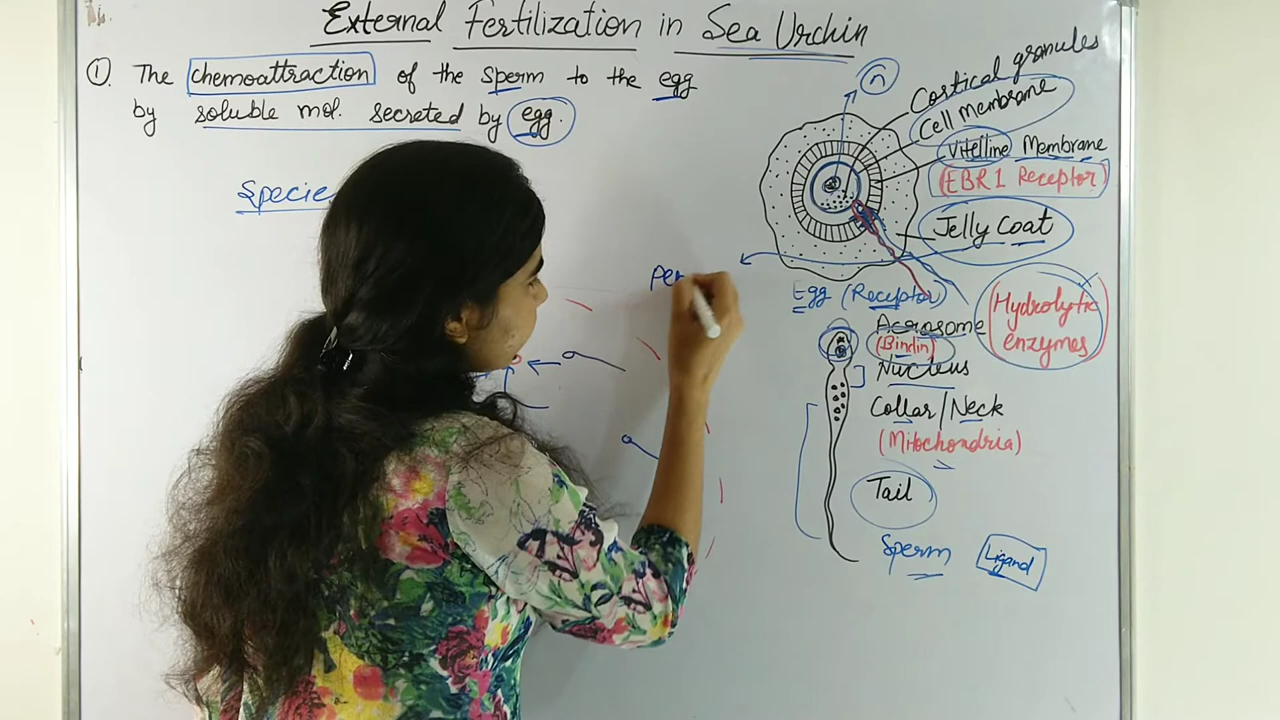 External Fertilization in Sea Urchin
① The chemoattraction of the sperm to the egg
by soluble mol. secreted by egg.
Specie
Per
n
Cortical granules
Cell membrane
Vitelline Membrane
(EBR1 Receptor)
Jelly Coat
Egg (Receptor)
Hydrolytic
enzymes
Acrosome
(Bindin)
Nucleus
Collar/Neck
(Mitochondria)
Tail
Sperm
Ligand